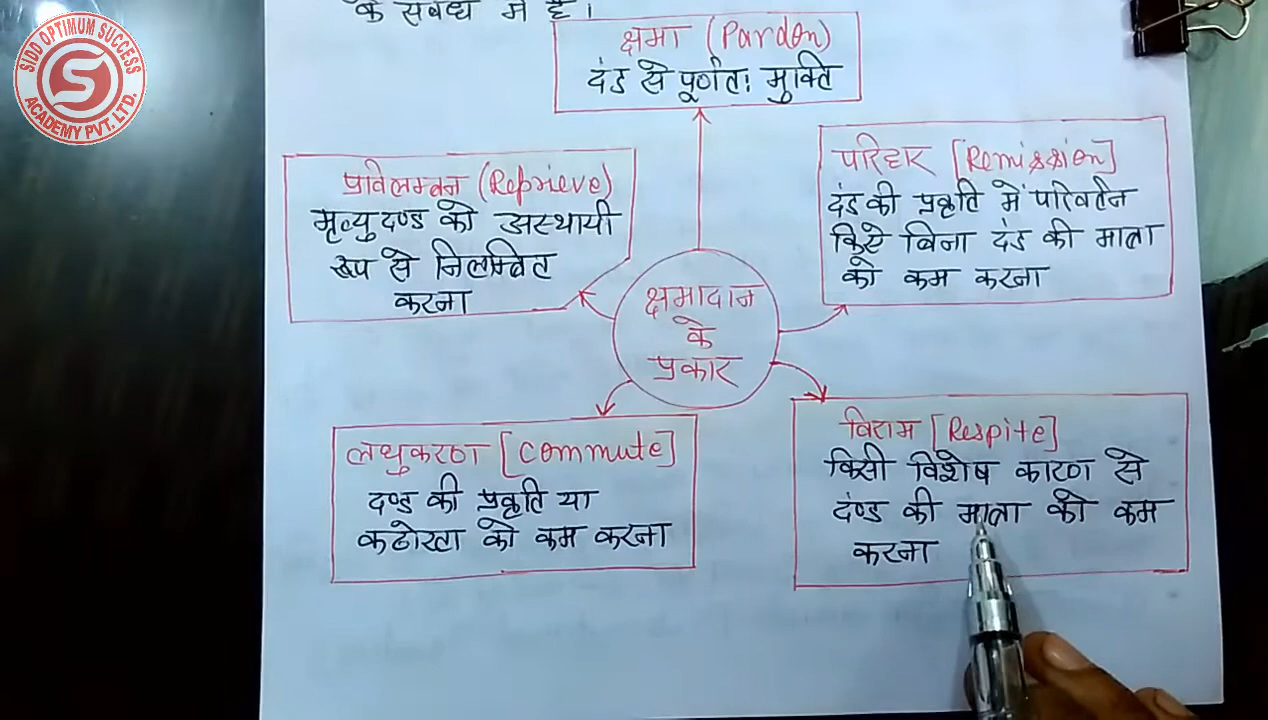 SIDD OPTIMUM SUCCESS
ACADEMY PVT. LTD.
S
के संबंध में है।
क्षमा (Pardon)
दंड से पूर्णतः मुक्ति
प्रविलम्बन (Reprieve)
मृत्युदण्ड को अस्थायी
रूप से निलम्बित
करना
परिहार [Remission]
दंड की प्रकृति में परिवर्तन
किये बिना दंड की मात्रा
को कम करना
क्षमादान
के
प्रकार
लघुकरण [Commute]
दण्ड की प्रकृति या
कठोरता को कम करना
विराम [Respite]
किसी विशेष कारण से
दंण्ड की मात्रा को कम
करना